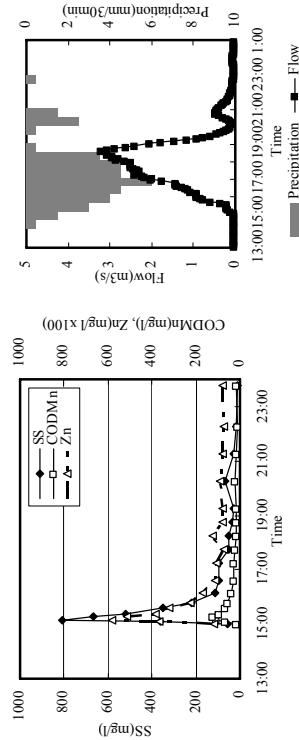 SS(mg/l)
1000
800
600
400
200
0
SS
CODMn
Zn
1000
800
600
400
200
0
CODMn(mg/l), Zn(mg/l x100)
13:00 15:00 17:00 19:00 21:00 23:00
Time
Flow(m3/s)
5
4
3
2
1
0
0
2
4
6
8
10
Precipitation(mm/30min)
13:00 15:00 17:00 19:00 21:00 23:00 1:00
Time
Precipitation
Flow